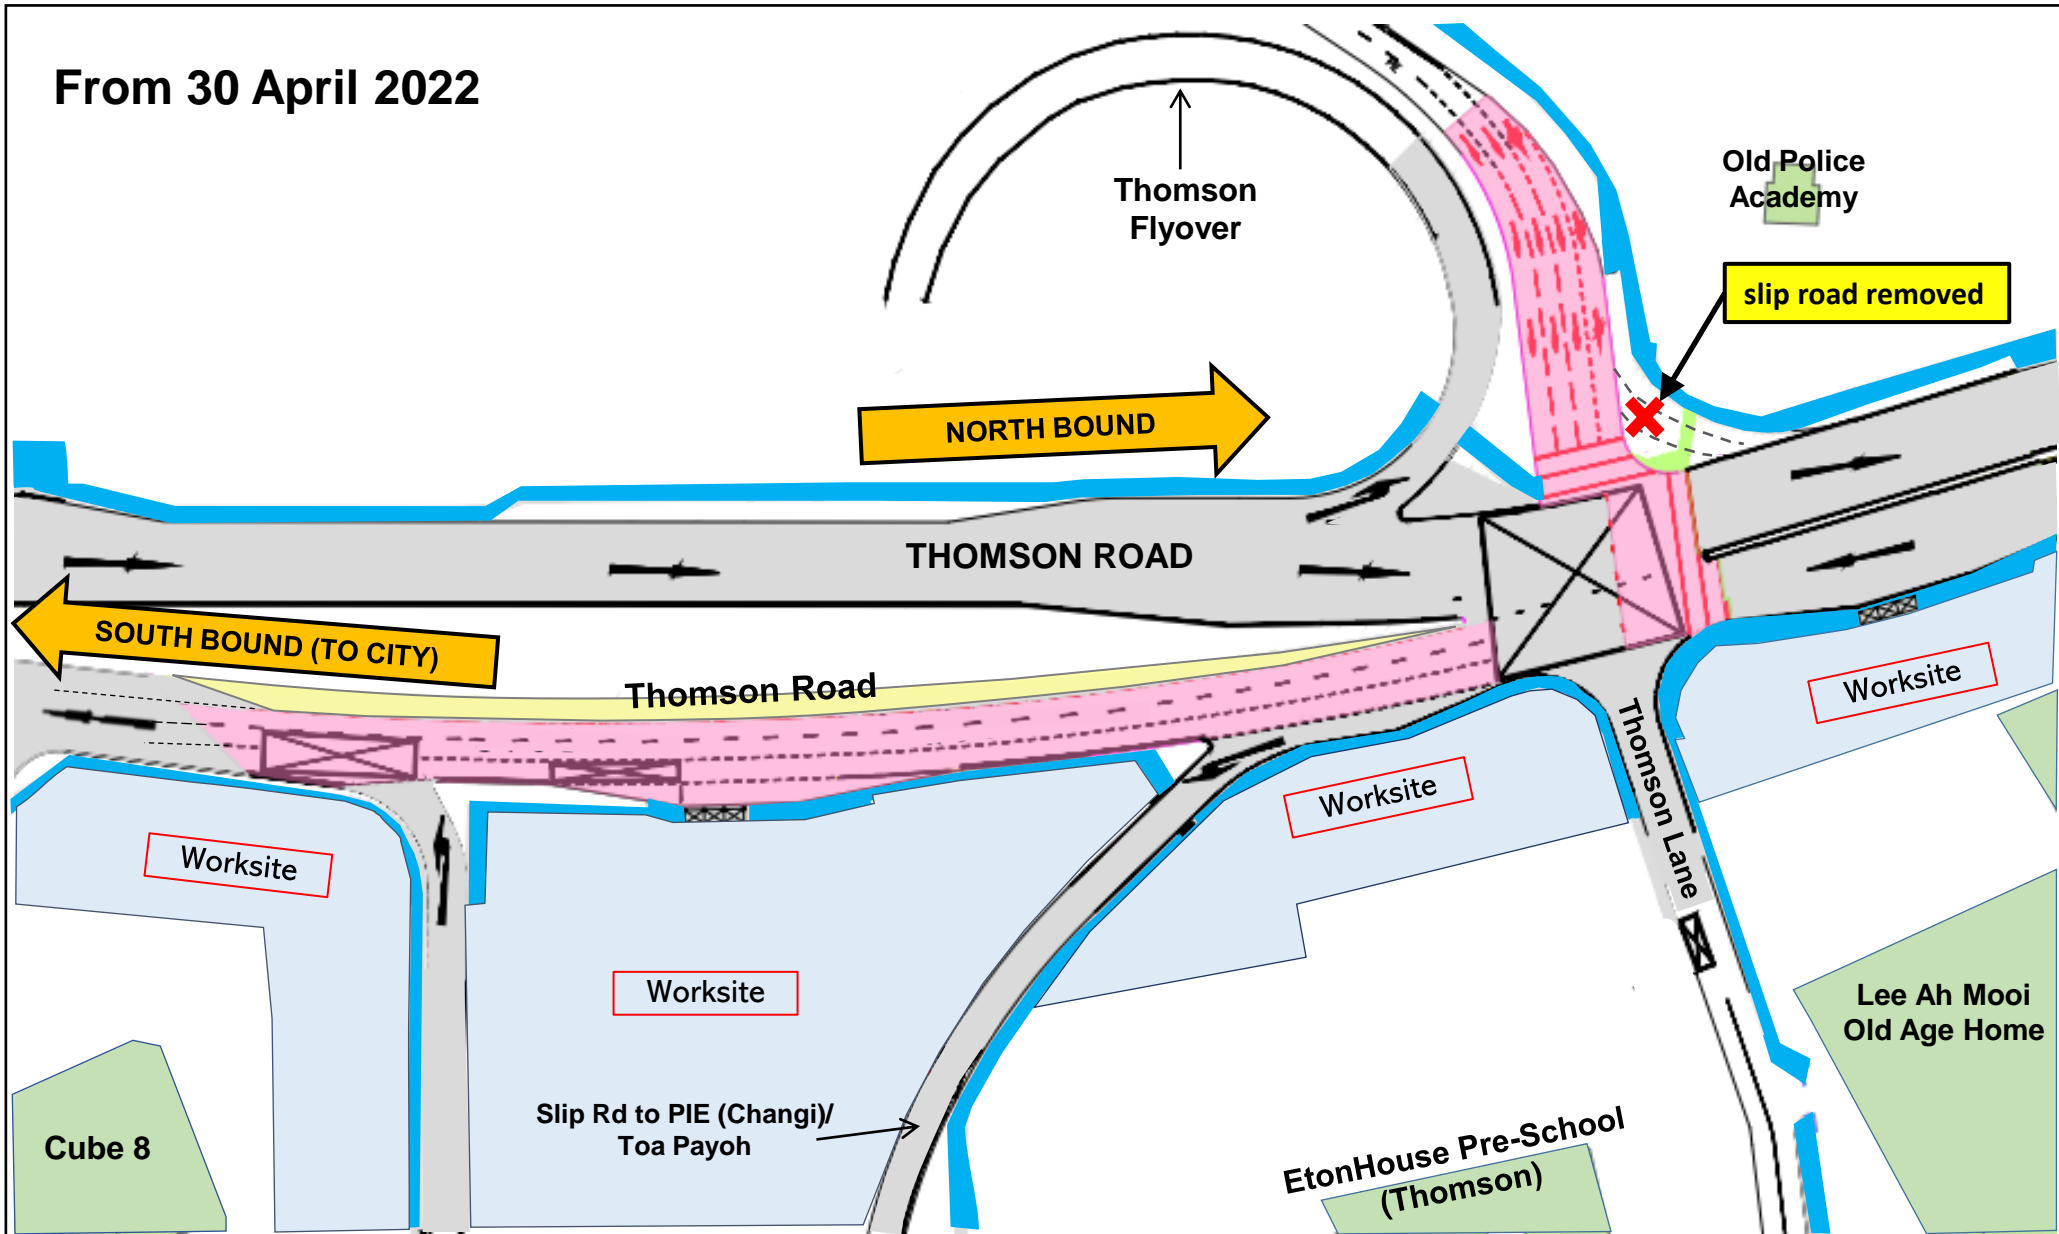 From 30 April 2022
Thomson
Flyover
Old Police
Academy
slip road removed
NORTH BOUND
THOMSON ROAD
SOUTH BOUND (TO CITY)
Thomson Road
Thomson Lane
Worksite
Worksite
Worksite
Worksite
Lee Ah Mooi
Old Age Home
Slip Rd to PIE (Changi)/
Toa Payoh
Cube 8
EtonHouse Pre-School
(Thomson)